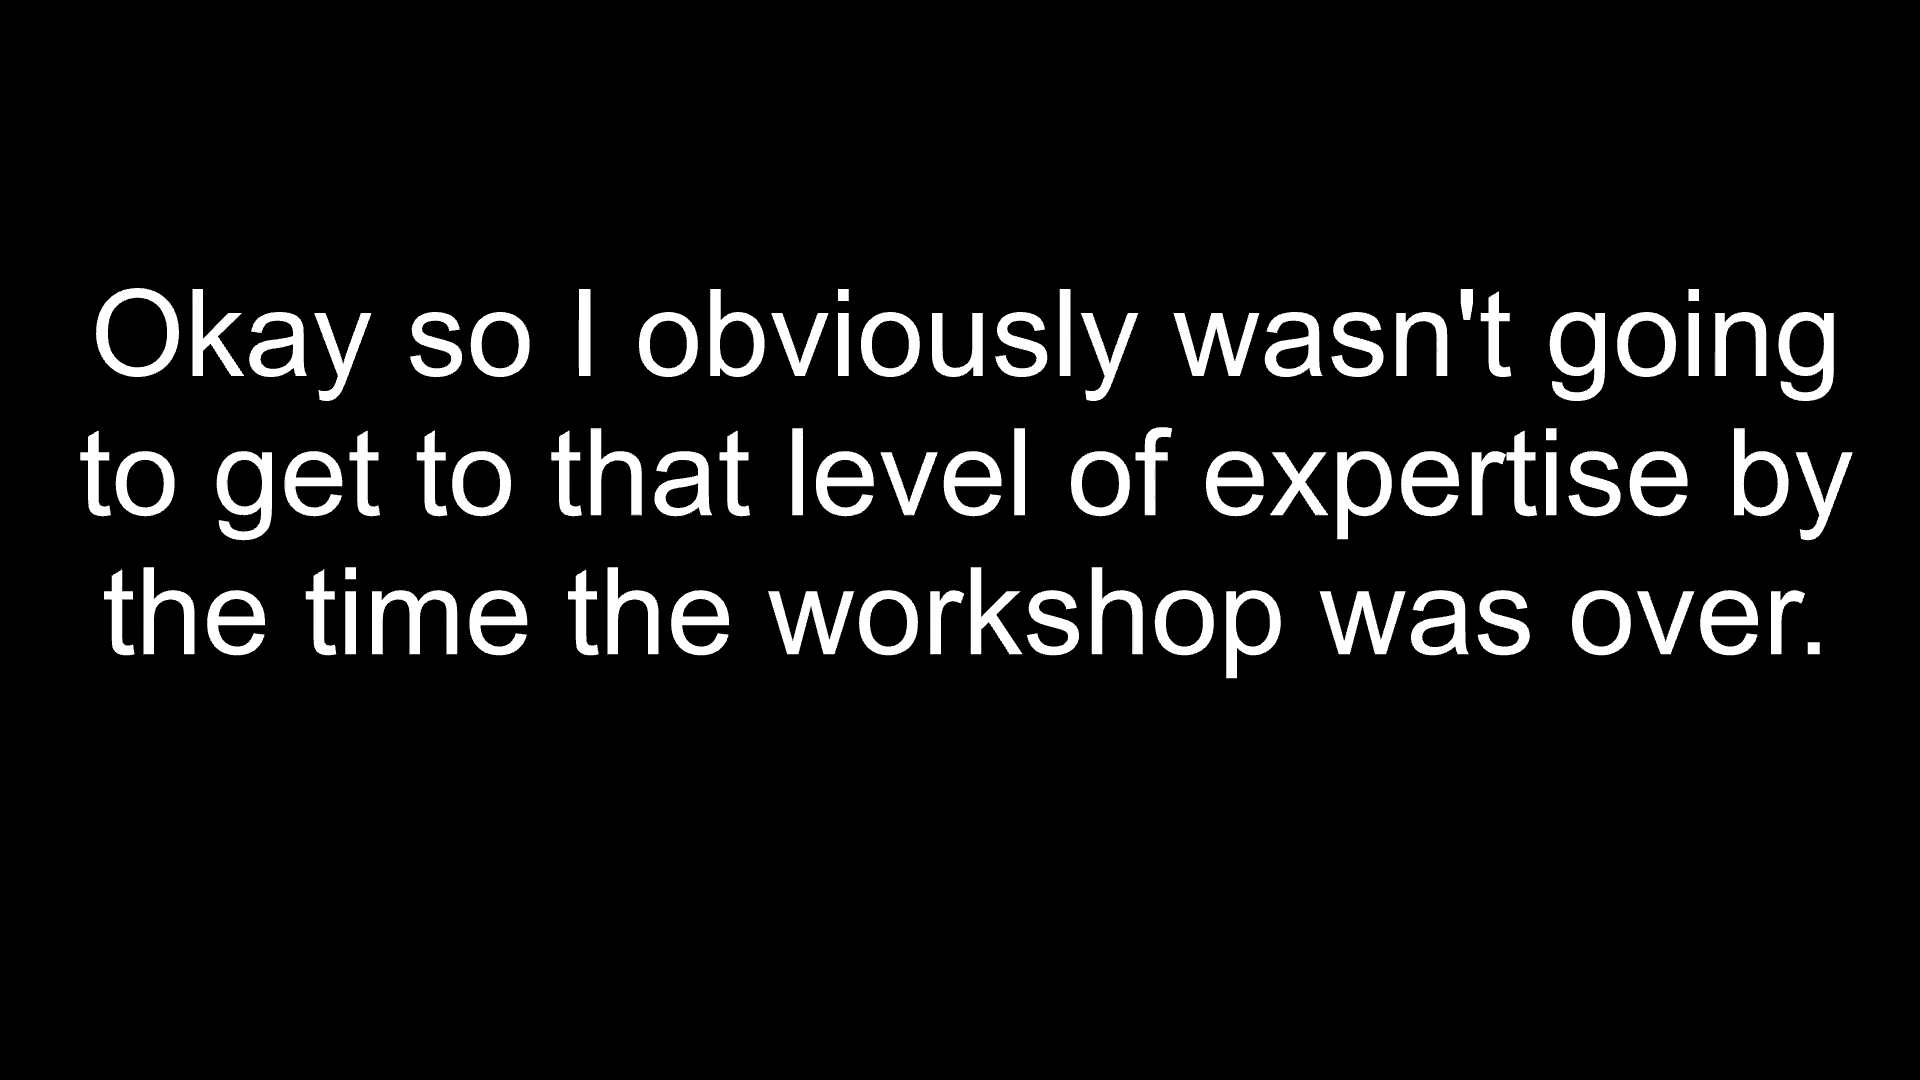 Okay so I obviously wasn't going
to get to that level of expertise by
the time the workshop was over.